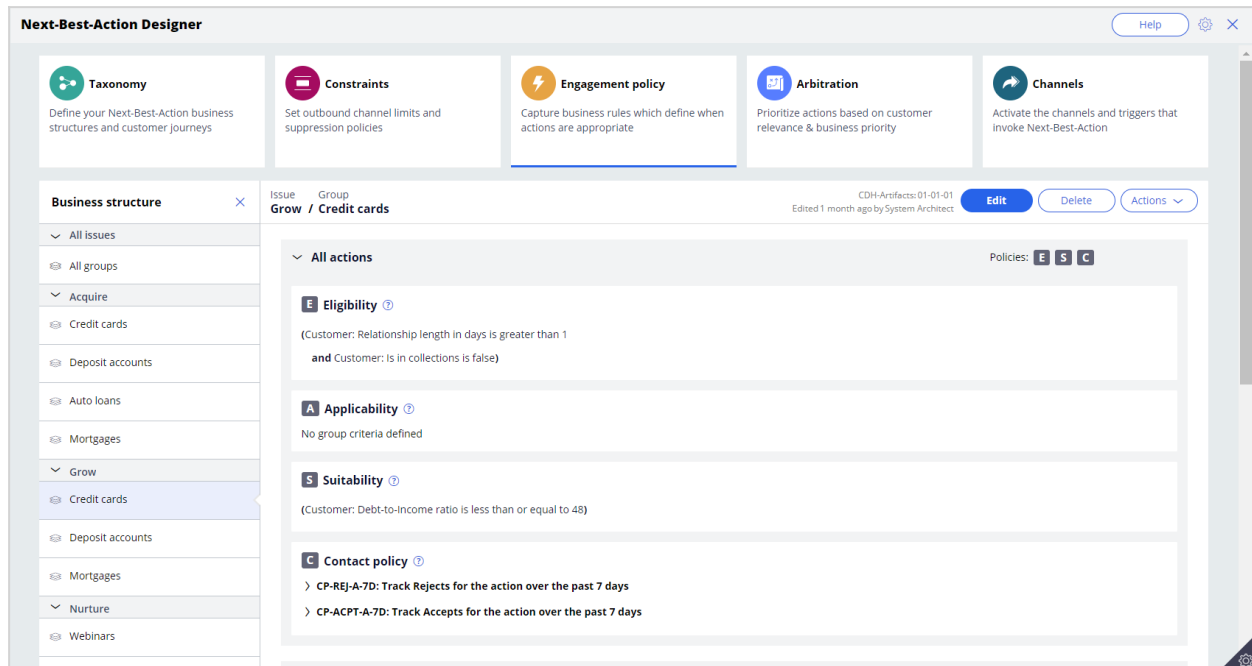 Next-Best-Action Designer
Help
Taxonomy
Define your Next-Best-Action business
structures and customer journeys
Constraints
Set outbound channel limits and
suppression policies
Engagement policy
Capture business rules which define when
actions are appropriate
Arbitration
Prioritize actions based on customer
relevance & business priority
Channels
Activate the channels and triggers that
invoke Next-Best-Action
Business structure
All issues
All groups
Acquire
Credit cards
Deposit accounts
Auto loans
Mortgages
Grow
Credit cards
Deposit accounts
Mortgages
Nurture
Webinars
Issue Group
Grow / Credit cards
CDH-Artifacts: 01-01-01
Edited 1 month ago by System Architect
Edit
Delete
Actions
All actions
Policies: E S C
E Eligibility ?
(Customer: Relationship length in days is greater than 1
and Customer: Is in collections is false)
A Applicability ?
No group criteria defined
S Suitability ?
(Customer: Debt-to-Income ratio is less than or equal to 48)
C Contact policy ?
CP-REJ-A-7D: Track Rejects for the action over the past 7 days
CP-ACPT-A-7D: Track Accepts for the action over the past 7 days